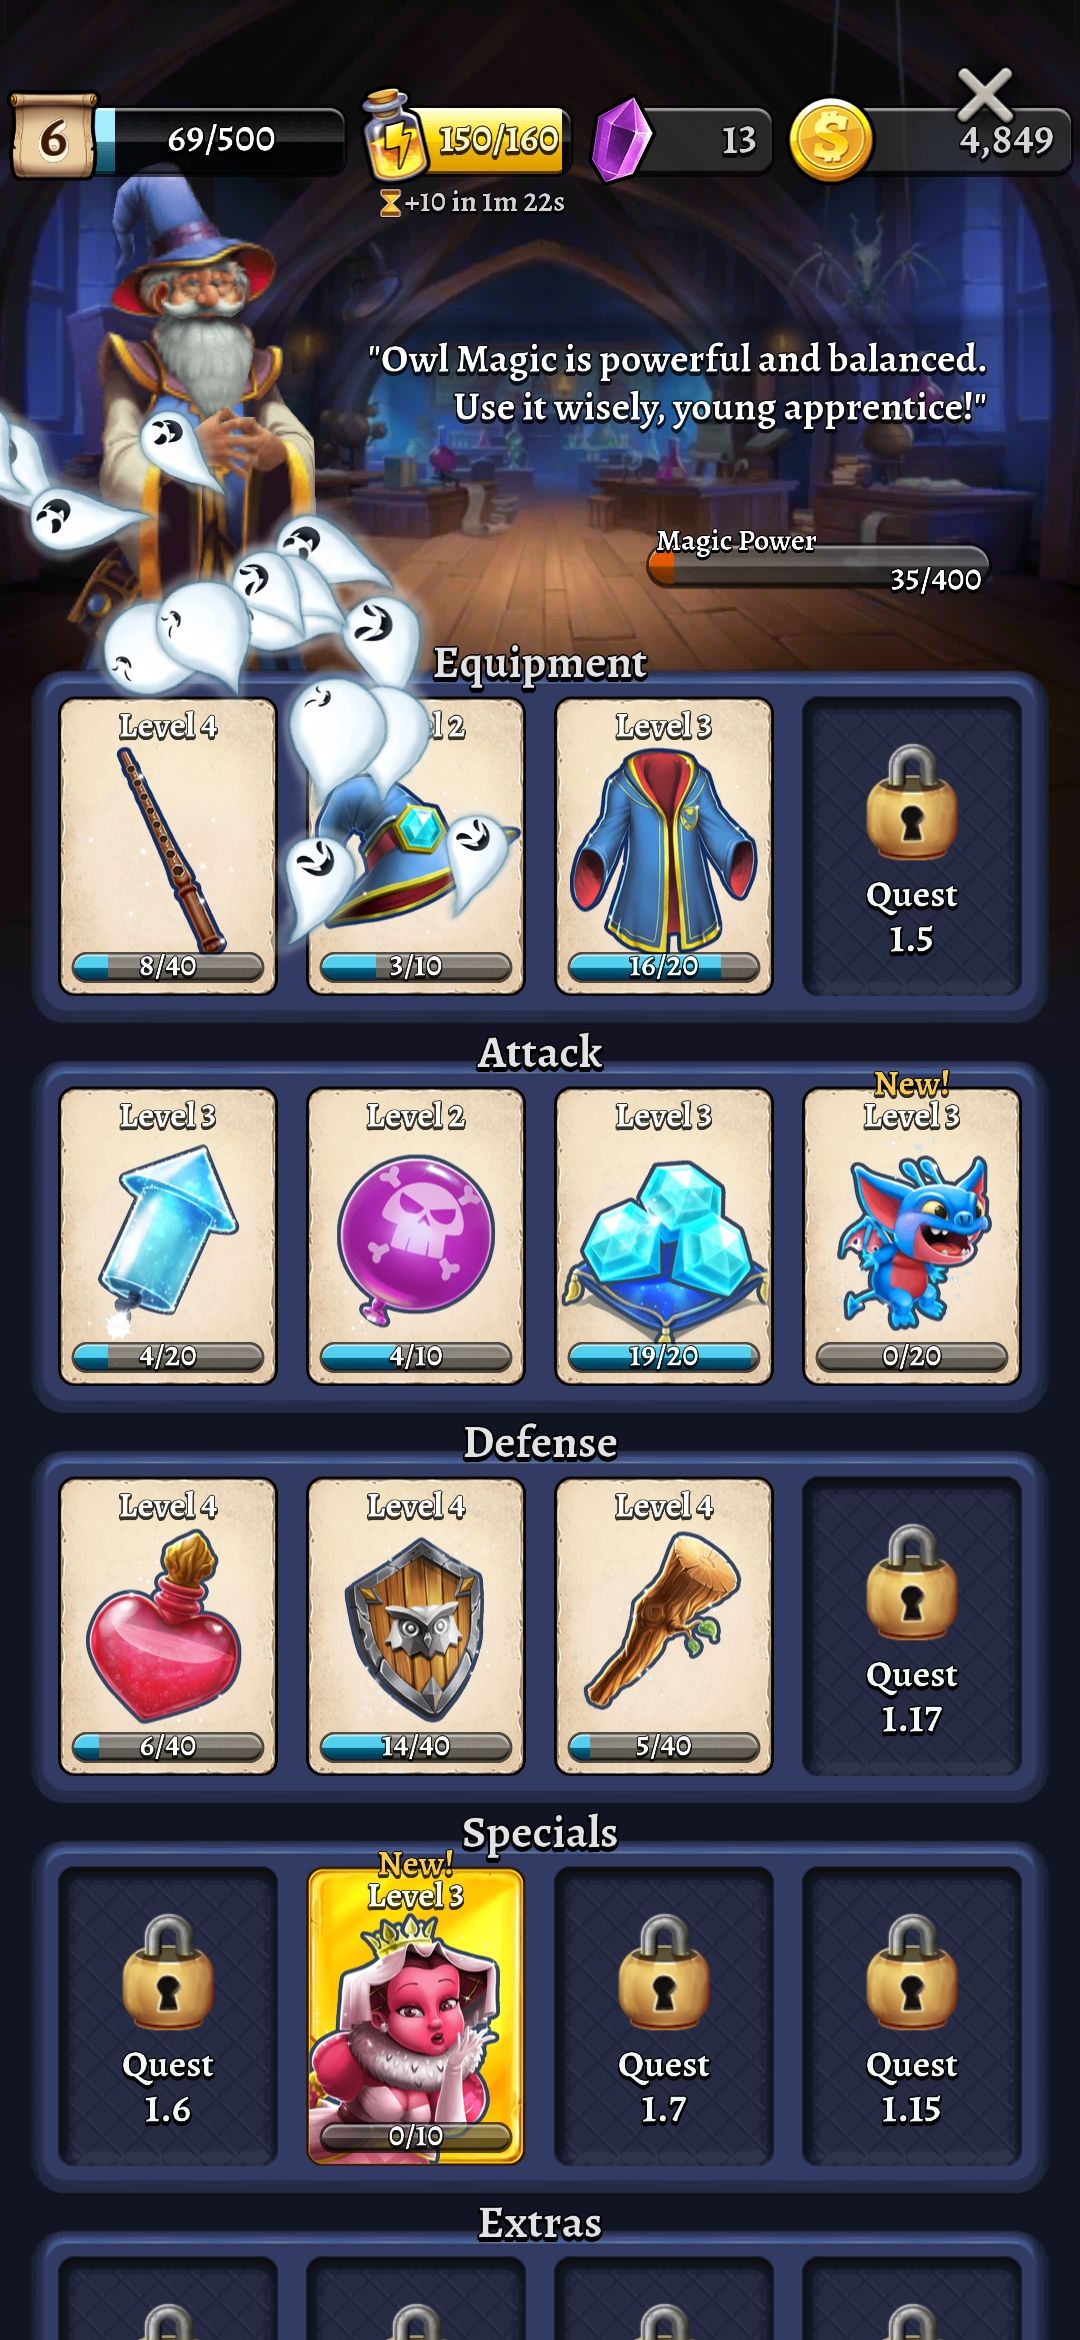 6
69/500
150/160
13
4,849
+10 in 1m 22s
"Owl Magic is powerful and balanced.
Use it wisely, young apprentice!"
Magic Power
35/400
Equipment
Level 4
2
Level 3
8/40
3/10
16/20
Quest
1.5
Attack
New!
Level 3
Level 2
Level 3
Level 3
4/20
4/10
19/20
0/20
Defense
Level 4
Level 4
Level 4
6/40
14/40
5/40
Quest
1.17
Specials
New!
Level 3
Quest
1.6
0/10
Quest
1.7
Quest
1.15
Extras